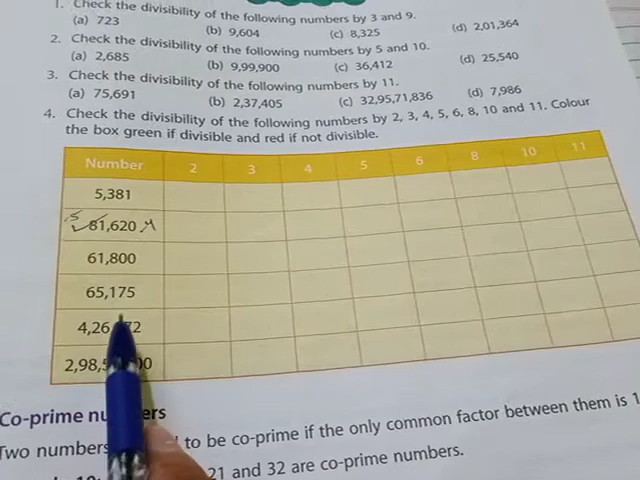 1. Check the divisibility of the following numbers by 3 and 9.
(a) 723 (b) 9,604 (c) 8,325 (d) 2,01,364
2. Check the divisibility of the following numbers by 5 and 10.
(a) 2,685 (b) 9,99,900 (c) 36,412 (d) 25,540
3. Check the divisibility of the following numbers by 11.
(a) 75,691 (b) 2,37,405 (c) 32,95,71,836 (d) 7,986
4. Check the divisibility of the following numbers by 2, 3, 4, 5, 6, 8, 10 and 11. Colour
the box green if divisible and red if not divisible.
Number 2 3 4 5 6 8 10 11
5,381
81,620
61,800
65,175
4,26
2,98,
Co-prime
Two numbers to be co-prime if the only common factor between them is 1
21 and 32 are co-prime numbers.